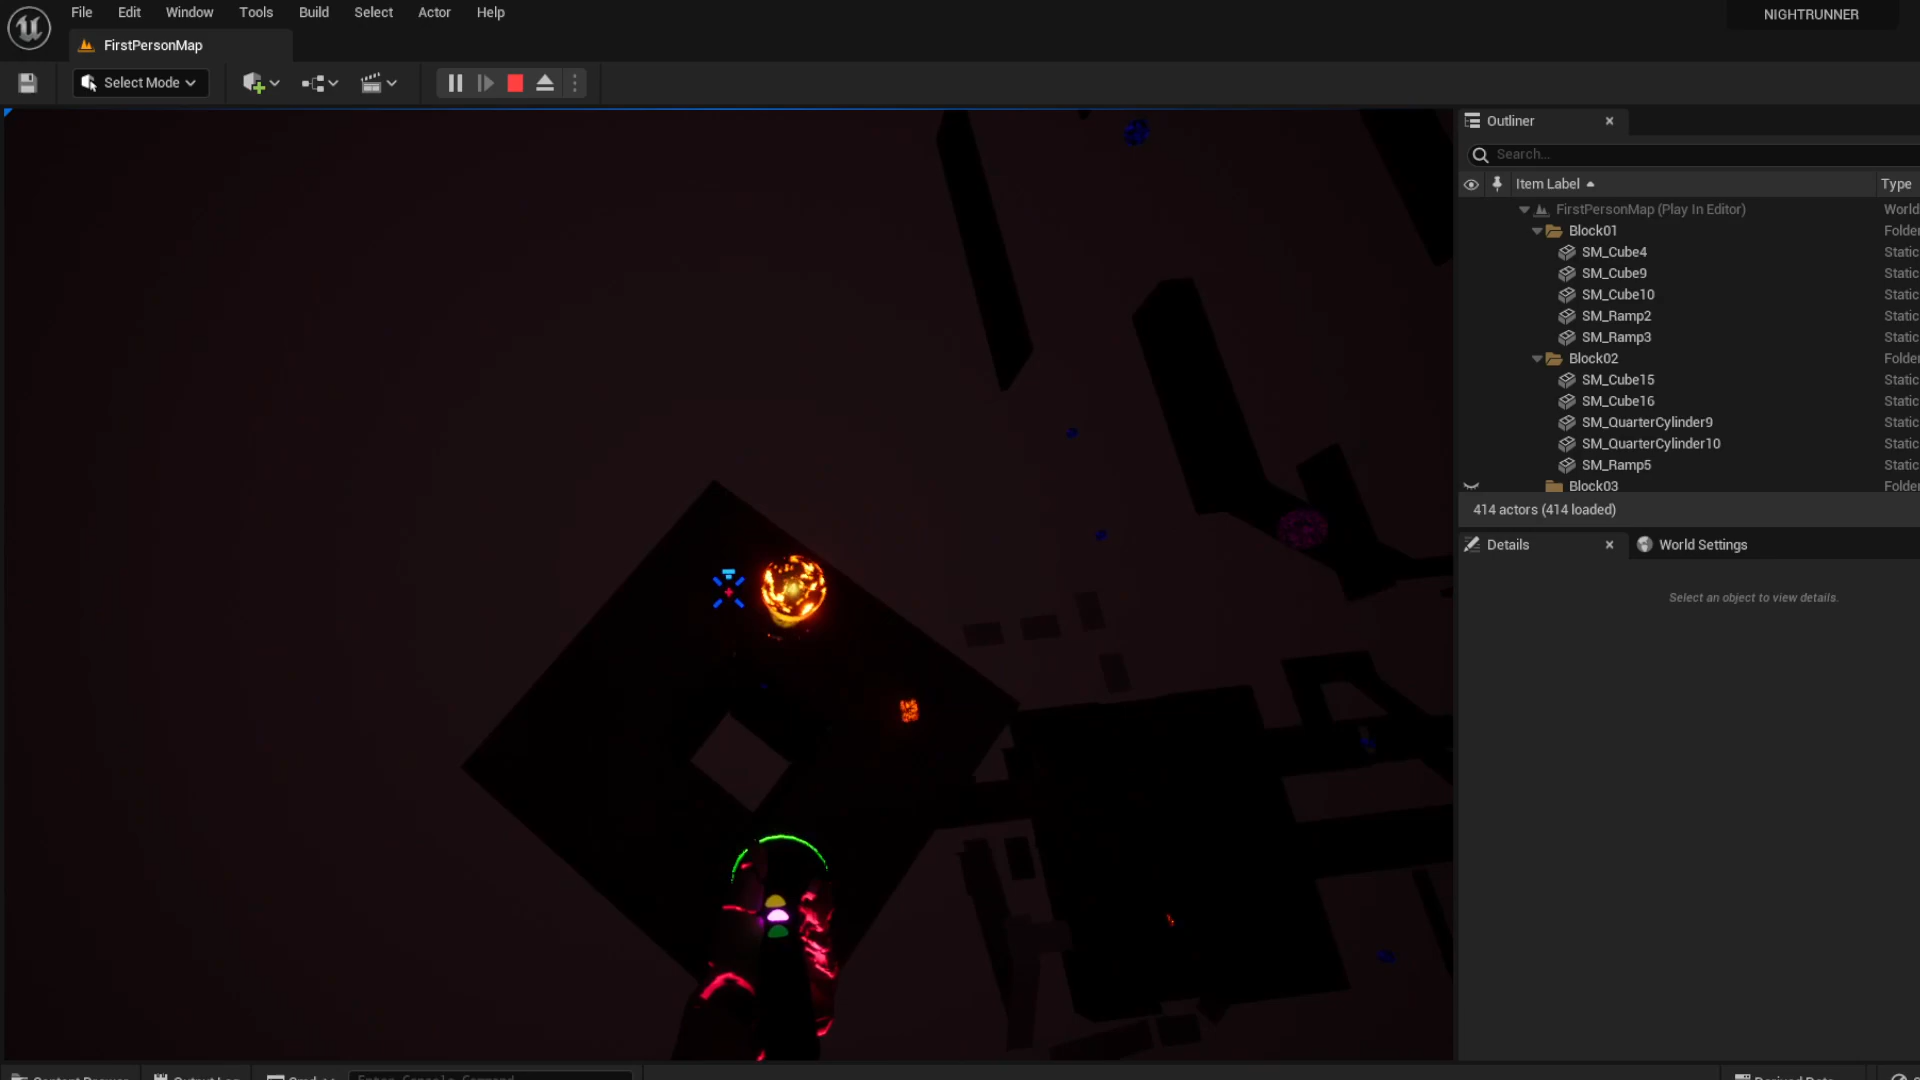 File Edit Window Tools Build Select Actor Help
NIGHTRUNNER
FirstPersonMap
Select Mode
Outliner
Search...
Item Label Type
FirstPersonMap (Play In Editor) World
Block01 Folder
SM_Cube4 Static
SM_Cube9 Static
SM_Cube10 Static
SM_Ramp2 Static
SM_Ramp3 Static
Block02 Folder
SM_Cube15 Static
SM_Cube16 Static
SM_QuarterCylinder9 Static
SM_QuarterCylinder10 Static
SM_Ramp5 Static
Block03 Folder
414 actors (414 loaded)
Details World Settings
Select an object to view details.